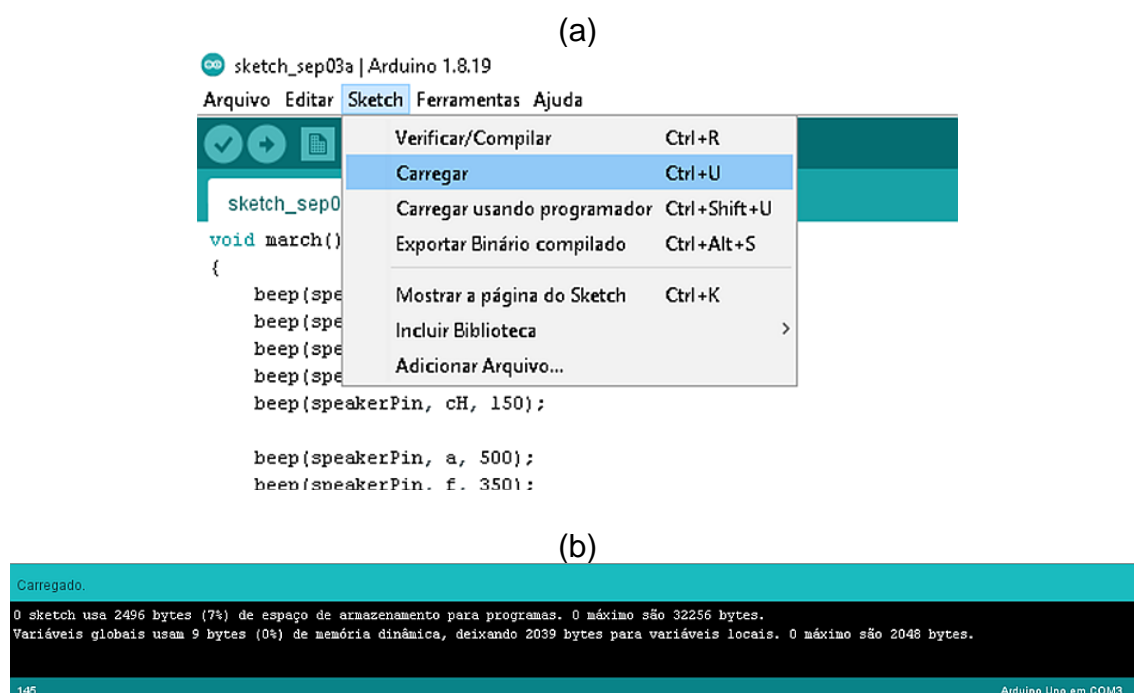 (a)
sketch_sep03a | Arduino 1.8.19
Arquivo Editar Sketch Ferramentas Ajuda
Verificar/Compilar Ctrl+R
Carregar Ctrl+U
sketch_sep0
Carregar usando programador Ctrl+Shift+U
void march()
Exportar Binário compilado Ctrl+Alt+S
{
beep(spe
Mostrar a página do Sketch Ctrl+K
beep(spe
Incluir Biblioteca
beep(spe
Adicionar Arquivo...
beep(spe
beep(speakerPin, cH, 150);
beep(speakerPin, a, 500);
beep(speakerPin, f, 350);
(b)
Carregado.
O sketch usa 2496 bytes (7%) de espaço de armazenamento para programas. O máximo são 32256 bytes.
Variáveis globais usam 9 bytes (0%) de memória dinâmica, deixando 2039 bytes para variáveis locais. O máximo são 2048 bytes.
145 Arduino Uno em COM3